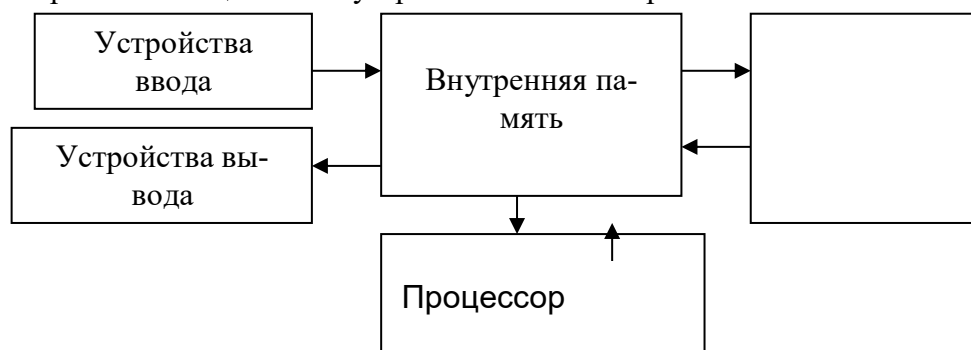 Устройства
ввода
Внутренняя па-
мять
Устройства вы-
вода
Процессор